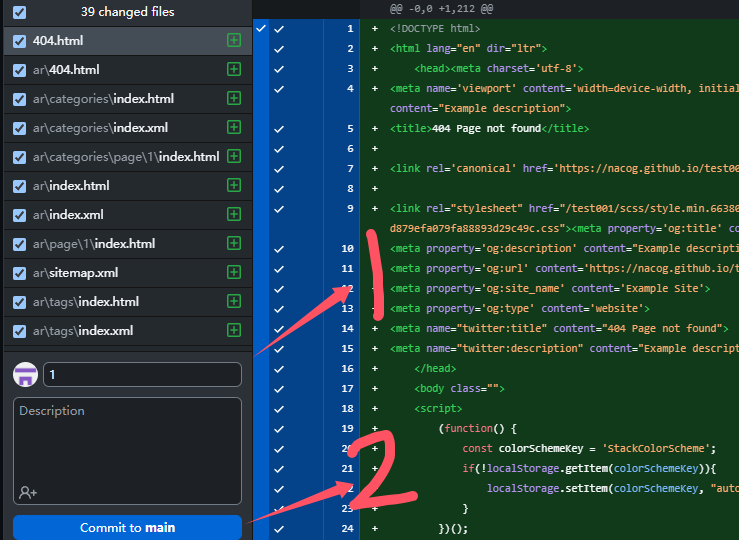 39 changed files
404.html
ar\404.html
ar\categories\index.html
ar\categories\index.xml
ar\categories\page\1\index.html
ar\index.html
ar\index.xml
ar\page\1\index.html
ar\sitemap.xml
ar\tags\index.html
ar\tags\index.xml
1
Description
Commit to main
@@ -0,0 +1,212 @@
1 + <!DOCTYPE html>
2 + <html lang="en" dir="ltr">
3 + <head><meta charset='utf-8'>
4 + <meta name='viewport' content='width=device-width, initial
content="Example description">
5 + <title>404 Page not found</title>
6 +
7 + <link rel='canonical' href='https://nacog.github.io/test00
8 +
9 + <link rel="stylesheet" href="/test001/scss/style.min.66380
d879efa079fa88893d29c49c.css"><meta property='og:title' co
10 + <meta property='og:description' content="Example descripti
11 + <meta property='og:url' content='https://nacog.github.io/t
12 <meta property='og:site_name' content='Example Site'>
13 <meta property='og:type' content='website'>
14 + <meta name="twitter:title" content="404 Page not found">
15 + <meta name="twitter:description" content="Example descript
16 + </head>
17 + <body class="">
18 + <script>
19 + (function() {
20 const colorSchemeKey = 'StackColorScheme';
21 + if(!localStorage.getItem(colorSchemeKey)){
localStorage.setItem(colorSchemeKey, "auto
23 + }
24 + })();
1
2